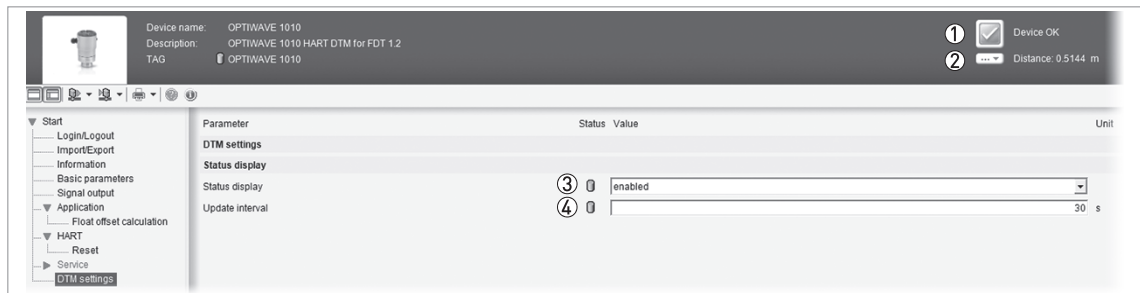 Device name: OPTIWAVE 1010
Description: OPTIWAVE 1010 HART DTM for FDT 1.2
TAG OPTIWAVE 1010
① Device OK
② ... Distance: 0.5144 m
Start
Login/Logout
Import/Export
Information
Basic parameters
Signal output
Application
Float offset calculation
HART
Reset
Service
DTM settings
Parameter Status Value Unit
DTM settings
Status display
Status display ③ enabled
Update interval ④ 30 s